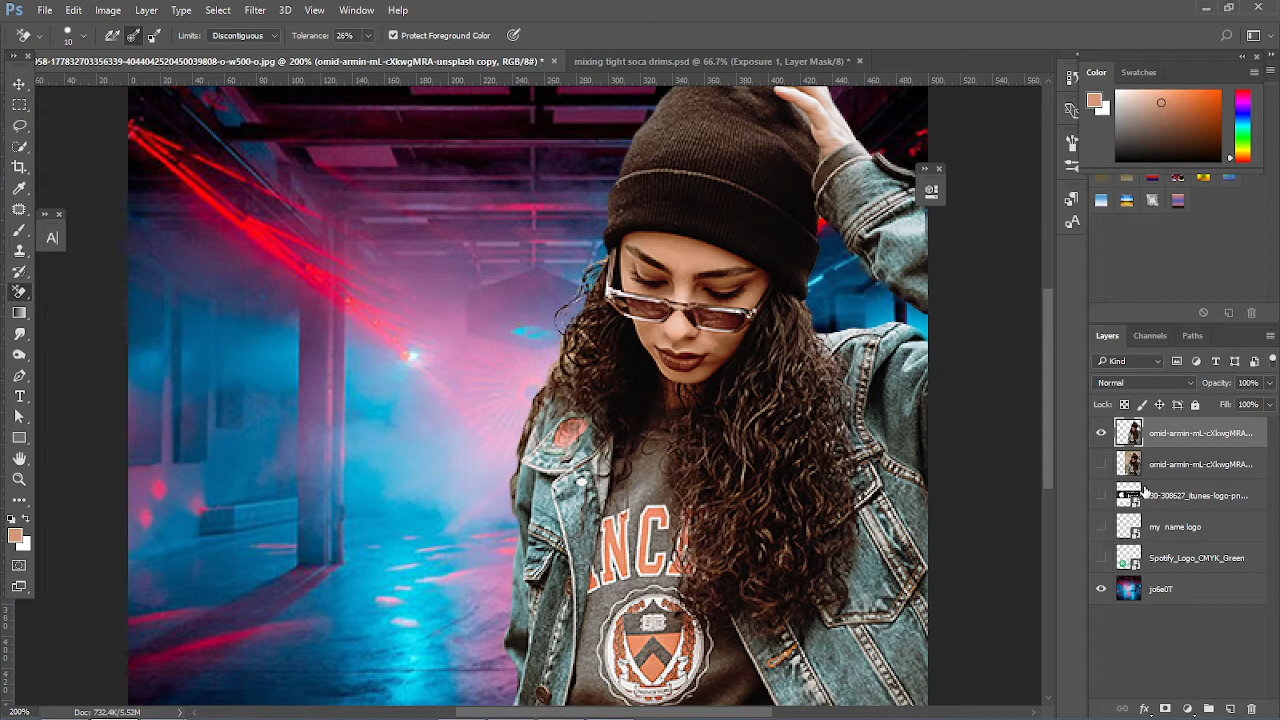 Ps File Edit Image Layer Type Select Filter 3D View Window Help
10 Limits: Discontiguous Tolerance: 26% Protect Foreground Color
58-177832703356339-4044042520450039808-o-w500-o.jpg @ 200% (omid-armin-mL-cXkwgMRA-unsplash copy, RGB/8#) * × mixing tight soca drims.psd @ 66.7% (Exposure 1, Layer Mask/8) * ×
60 40 20 0 20 40 60 80 100 120 140 160 180 200 220 240 260 280 300 320 340 360 380 400 420 440 460 480 500 520 540 560
Color Swatches
A|
Layers Channels Paths
Kind
Normal Opacity: 100%
Lock: Fill: 100%
omid-armin-mL-cXkwgMRA...
omid-armin-mL-cXkwgMRA...
308627_itunes-logo-pn...
my name logo
Spotify_Logo_CMYK_Green
jo6e0T
INCE
380
400
420
200% Doc: 732.4K/5.52M